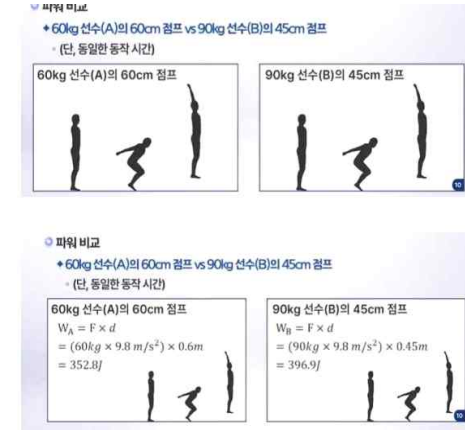 파워 비교
✦60kg 선수(A)의 60cm 점프 vs 90kg 선수(B)의 45cm 점프
• (단, 동일한 동작 시간)
60kg 선수(A)의 60cm 점프
90kg 선수(B)의 45cm 점프
10
파워 비교
✦60kg 선수(A)의 60cm 점프 vs 90kg 선수(B)의 45cm 점프
• (단, 동일한 동작 시간)
60kg 선수(A)의 60cm 점프
W_A = F × d
= (60kg × 9.8 m/s²) × 0.6m
= 352.8J
90kg 선수(B)의 45cm 점프
W_B = F × d
= (90kg × 9.8 m/s²) × 0.45m
= 396.9J
10